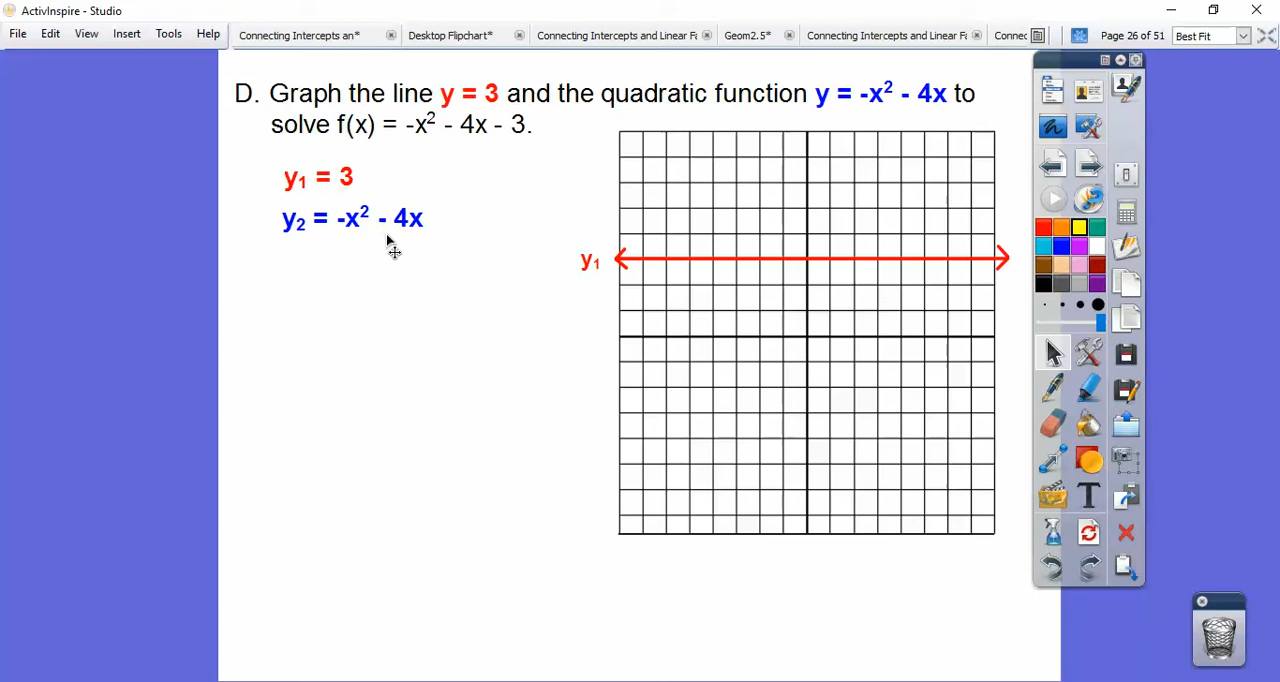 ActivInspire - Studio
File Edit View Insert Tools Help
Connecting Intercepts an* Desktop Flipchart* Connecting Intercepts and Linear Fa Geom2.5* Connecting Intercepts and Linear Fa Connec Page 26 of 51 Best Fit
D. Graph the line y = 3 and the quadratic function y = -x² - 4x to
solve f(x) = -x² - 4x - 3.
y₁ = 3
y₂ = -x² - 4x
y₁
T